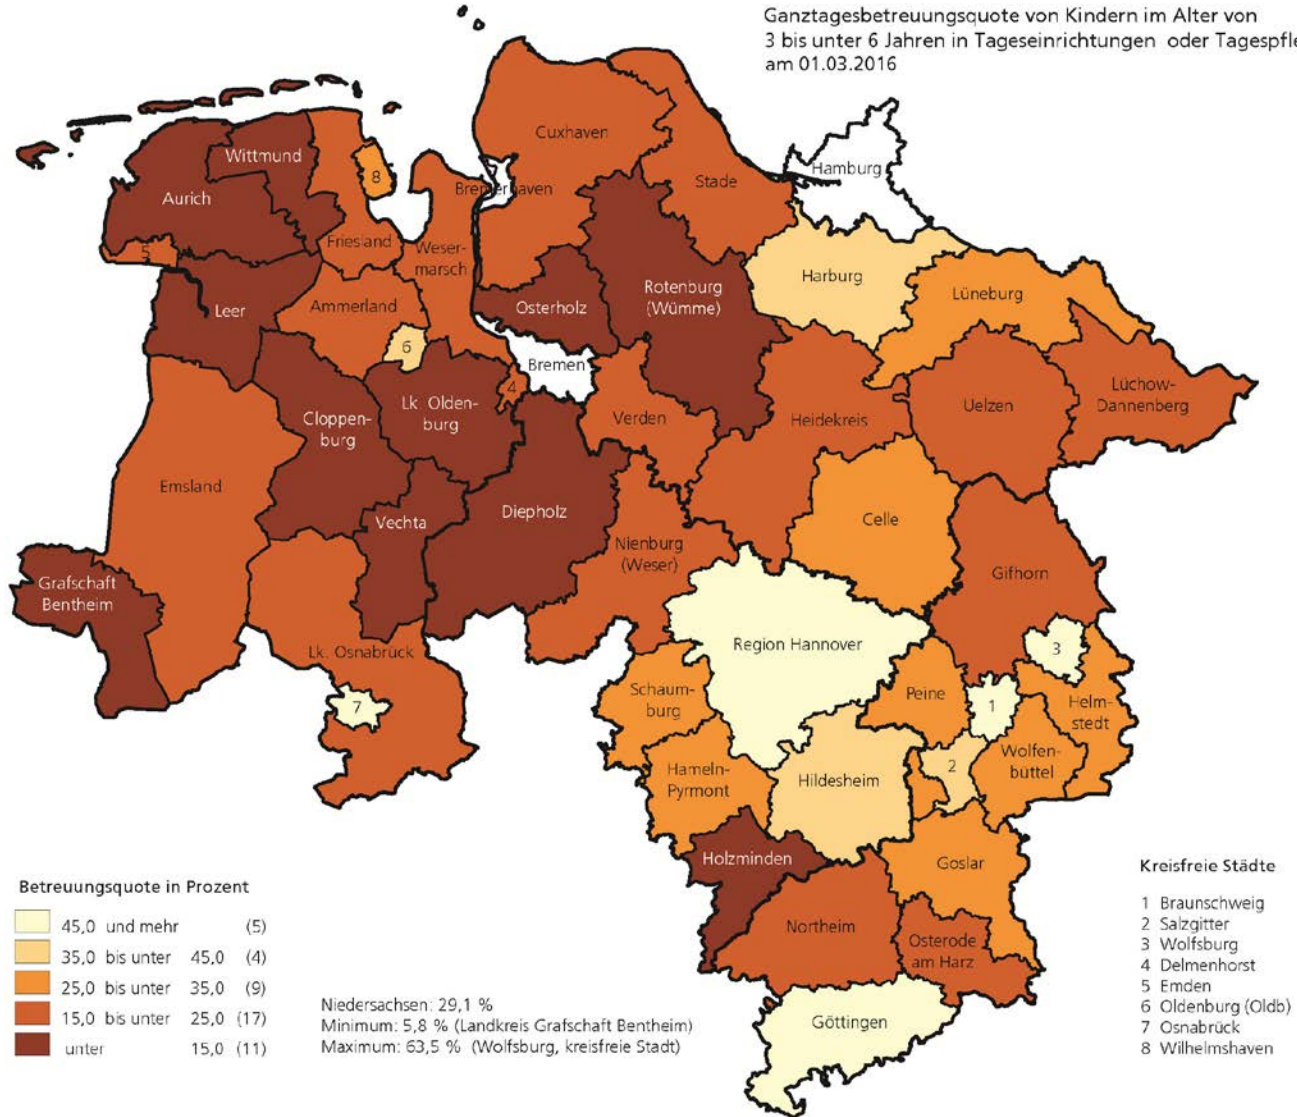 Ganztagesbetreuungsquote von Kindern im Alter von
3 bis unter 6 Jahren in Tageseinrichtungen oder Tagespfle
am 01.03.2016
Cuxhaven
Wittmund
Hamburg
8
Stade
Bremerhaven
Aurich
Friesland
Weser-
marsch
5
Harburg
Rotenburg
(Wümme)
Lüneburg
Osterholz
Ammerland
Leer
6
Bremen
4
Lüchow-
Dannenberg
Lk. Olden-
burg
Uelzen
Cloppen-
burg
Verden
Heidekreis
Emsland
Diepholz
Vechta
Celle
Nienburg
(Weser)
Gifhorn
Grafschaft
Bentheim
Region Hannover
3
Lk. Osnabrück
Schaum-
burg
Peine
Helm-
stedt
7
1
Wolfen-
büttel
2
Hameln-
Pyrmont
Hildesheim
Holzminden
Goslar
Northeim
Osterode
am Harz
Göttingen
Betreuungsquote in Prozent
45,0 und mehr (5)
35,0 bis unter 45,0 (4)
25,0 bis unter 35,0 (9)
15,0 bis unter 25,0 (17)
unter 15,0 (11)
Niedersachsen: 29,1 %
Minimum: 5,8 % (Landkreis Grafschaft Bentheim)
Maximum: 63,5 % (Wolfsburg, kreisfreie Stadt)
Kreisfreie Städte
1 Braunschweig
2 Salzgitter
3 Wolfsburg
4 Delmenhorst
5 Emden
6 Oldenburg (Oldb)
7 Osnabrück
8 Wilhelmshaven